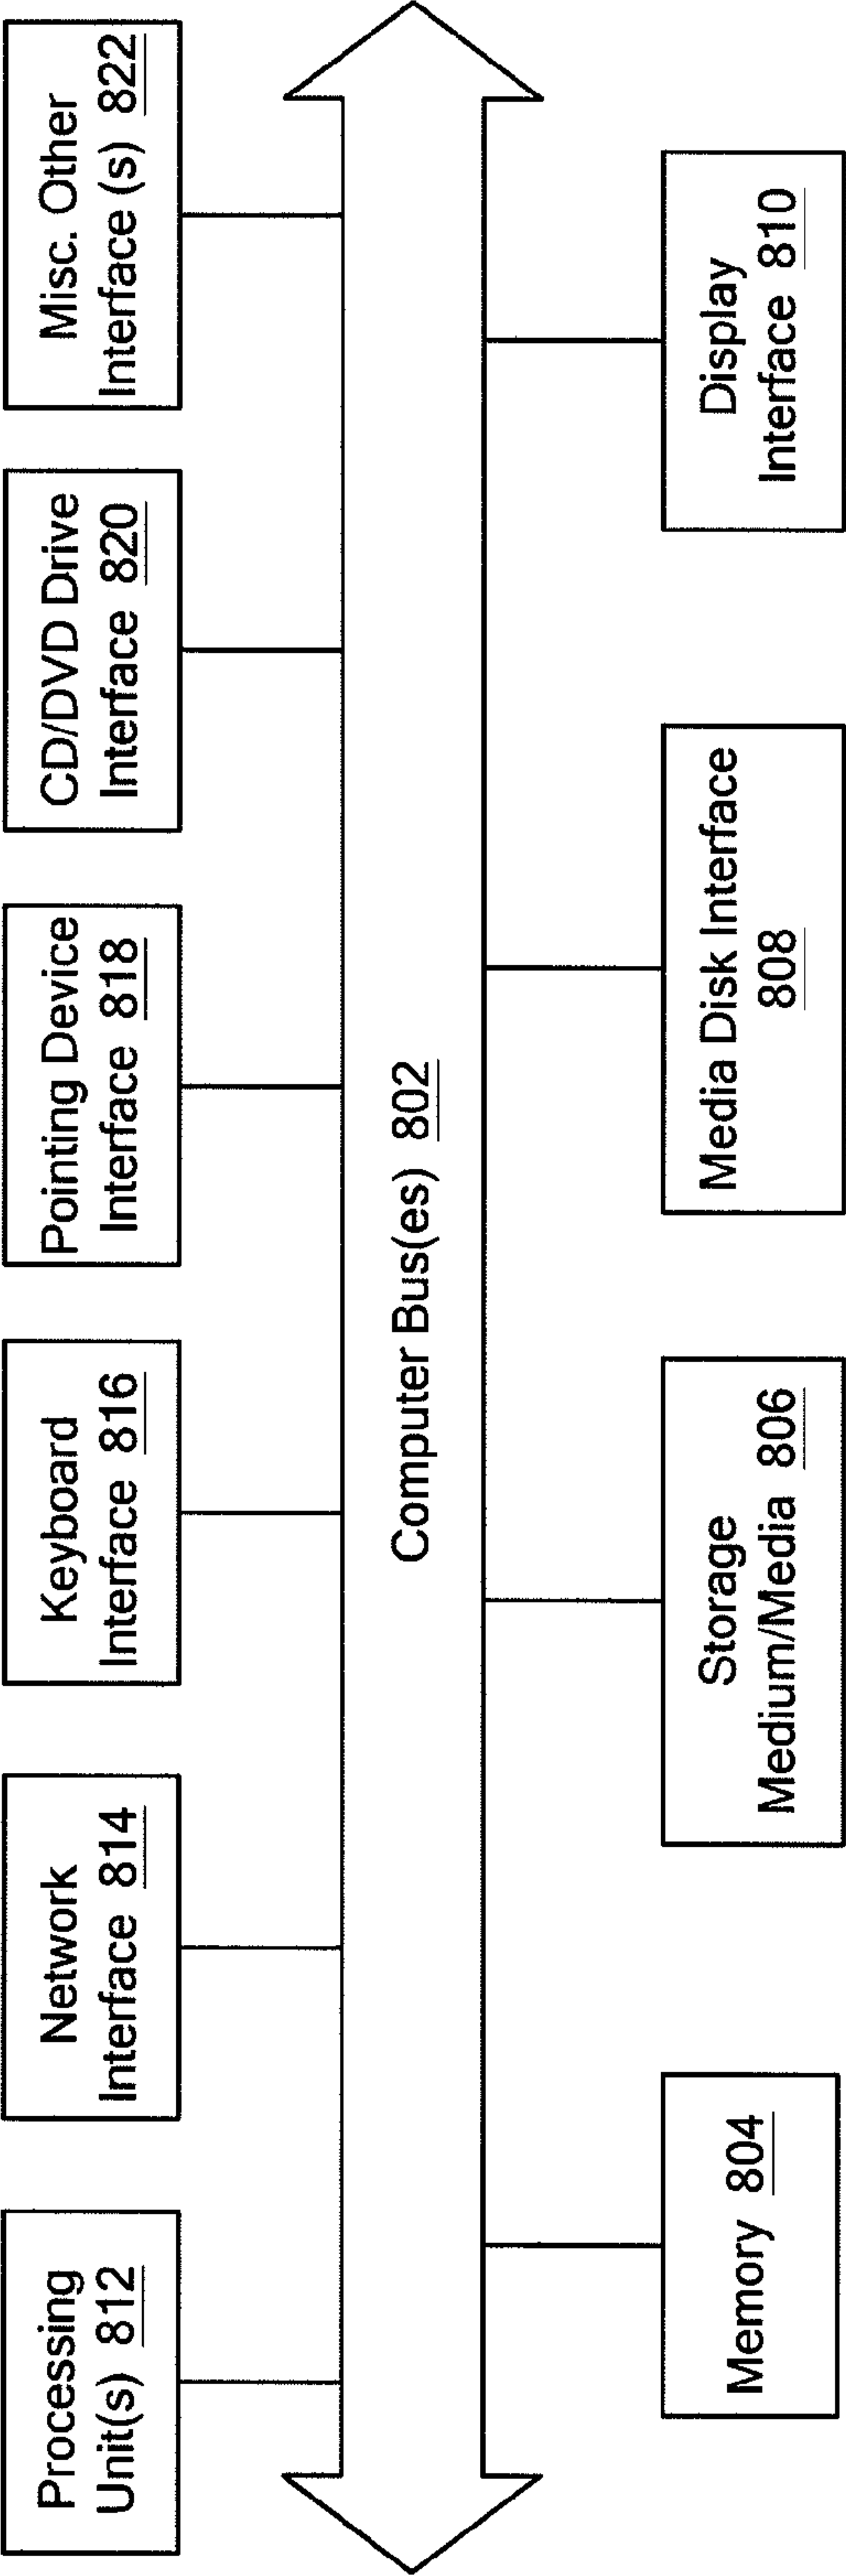 Processing
Unit(s) 812
Network
Interface 814
Keyboard
Interface 816
Pointing Device
Interface 818
CD/DVD Drive
Interface 820
Misc. Other
Interface (s) 822
Computer Bus(es) 802
Memory 804
Storage
Medium/Media 806
Media Disk Interface
808
Display
Interface 810